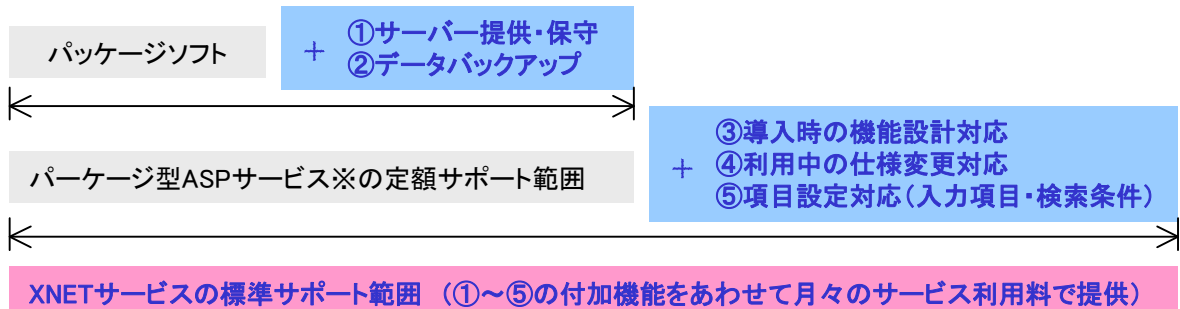 パッケージソフト
＋
①サーバー提供・保守
②データバックアップ
パーケージ型ASPサービス※の定額サポート範囲
＋
③導入時の機能設計対応
④利用中の仕様変更対応
⑤項目設定対応（入力項目・検索条件）
XNETサービスの標準サポート範囲　（①～⑤の付加機能をあわせて月々のサービス利用料で提供）